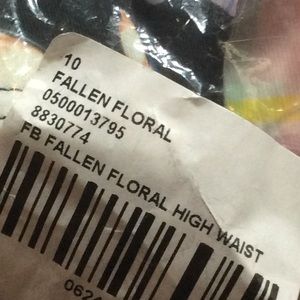 10
FALLEN FLORAL
0500013795
8830774
FB FALLEN FLORAL HIGH WAIST